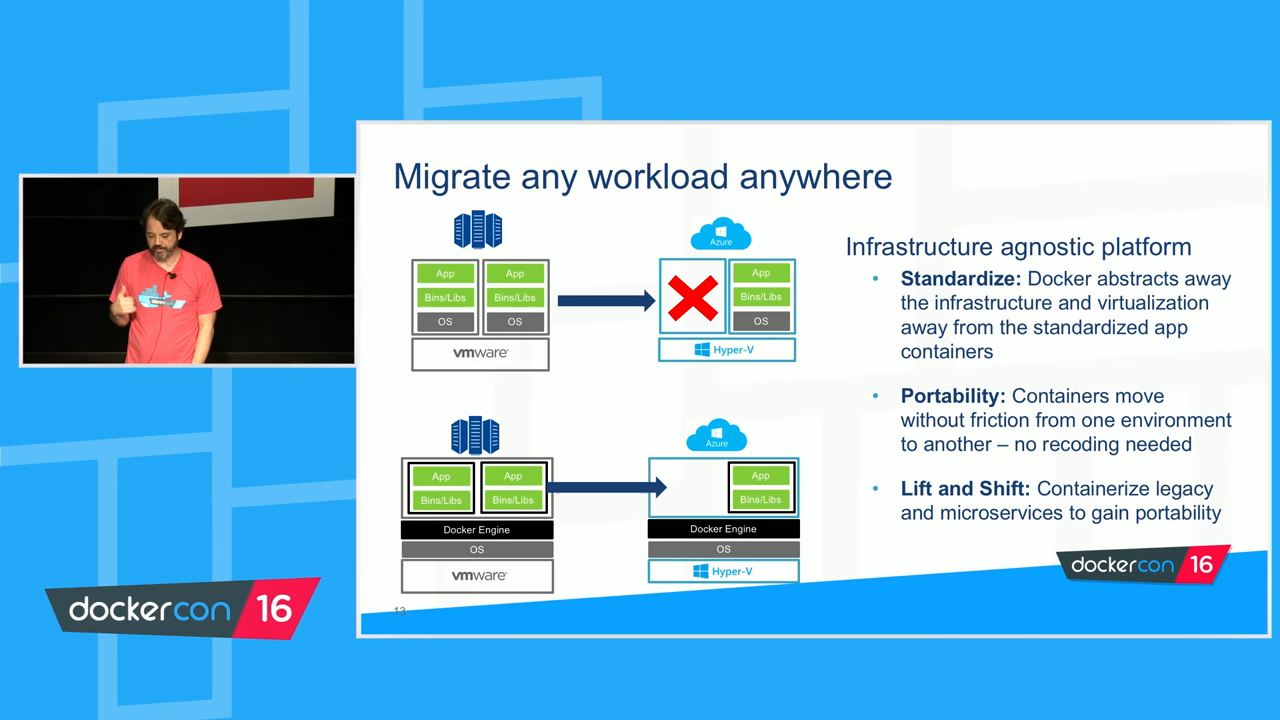 Migrate any workload anywhere
Azure
App
App
Bins/Libs
Bins/Libs
OS
OS
vmware
App
Bins/Libs
OS
Hyper-V
Azure
App
App
Bins/Libs
Bins/Libs
Docker Engine
OS
vmware
App
Bins/Libs
Docker Engine
OS
Hyper-V
Infrastructure agnostic platform
• Standardize: Docker abstracts away
the infrastructure and virtualization
away from the standardized app
containers
• Portability: Containers move
without friction from one environment
to another – no recoding needed
• Lift and Shift: Containerize legacy
and microservices to gain portability
dockercon 16
13
dockercon 16